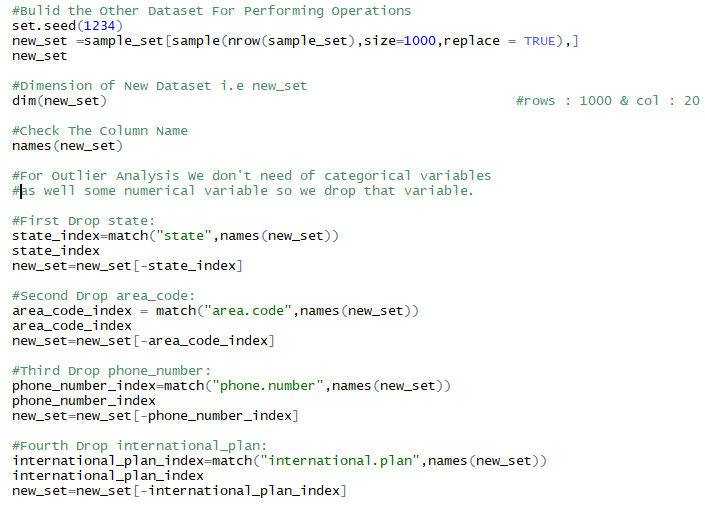 #Bulid the Other Dataset For Performing Operations
set.seed(1234)
new_set =sample_set[sample(nrow(sample_set),size=1000,replace = TRUE),]
new_set
#Dimension of New Dataset i.e new_set
dim(new_set) #rows : 1000 & col : 20
#Check The Column Name
names(new_set)
#For Outlier Analysis We don't need of categorical variables
#as well some numerical variable so we drop that variable.
#First Drop state:
state_index=match("state",names(new_set))
state_index
new_set=new_set[-state_index]
#Second Drop area_code:
area_code_index = match("area.code",names(new_set))
area_code_index
new_set=new_set[-area_code_index]
#Third Drop phone_number:
phone_number_index=match("phone.number",names(new_set))
phone_number_index
new_set=new_set[-phone_number_index]
#Fourth Drop international_plan:
international_plan_index=match("international.plan",names(new_set))
international_plan_index
new_set=new_set[-international_plan_index]